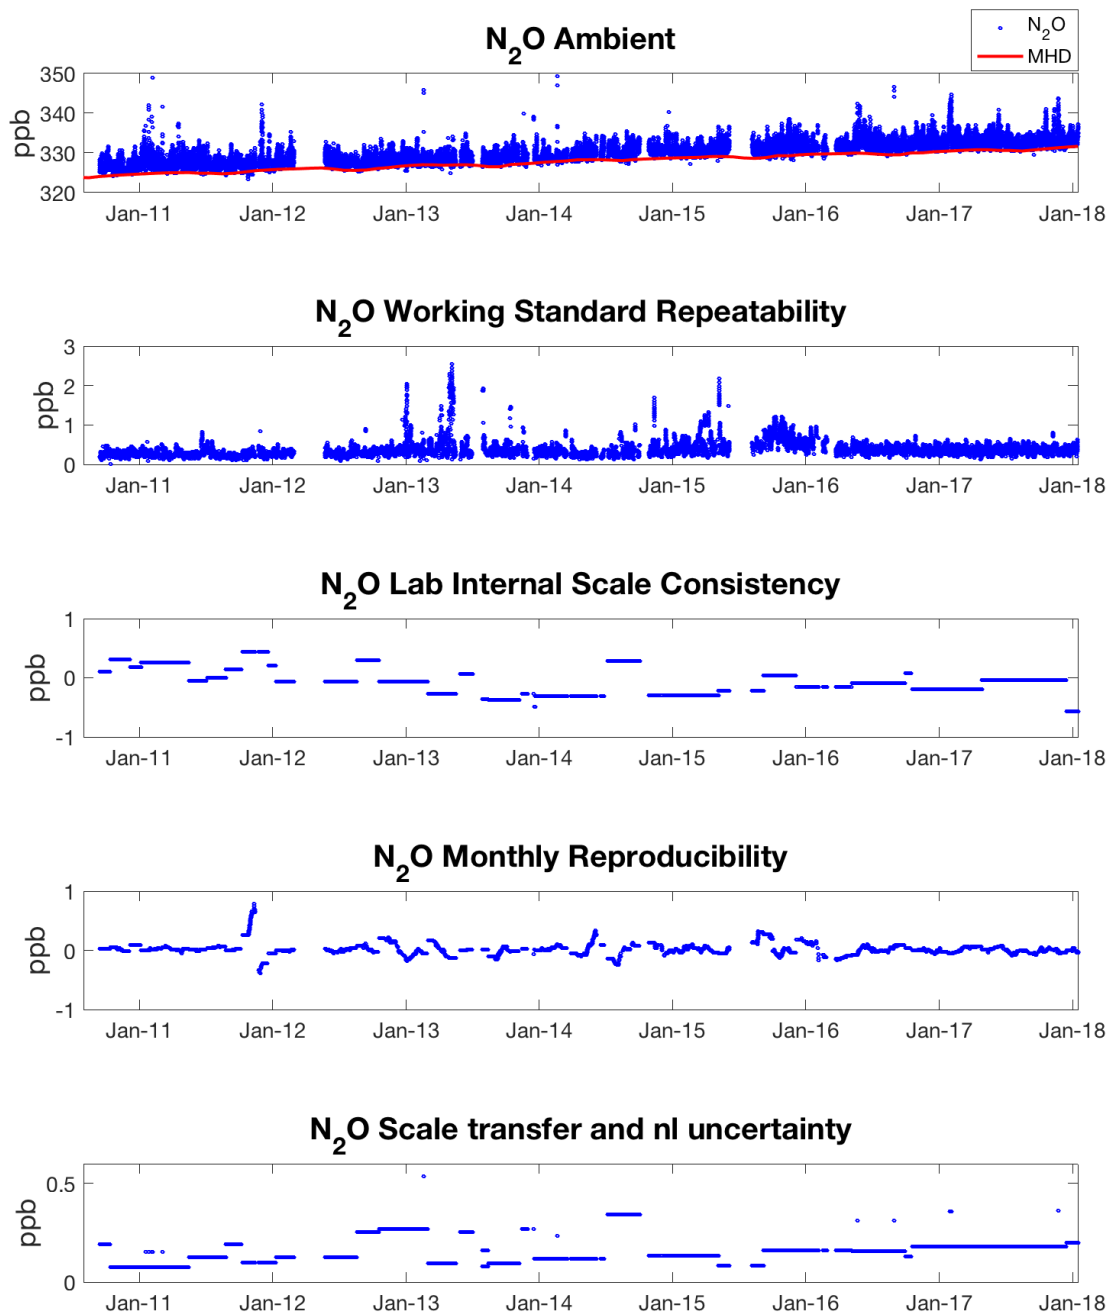 N₂O Ambient
N₂O
MHD
350
340
330
320
ppb
Jan-11 Jan-12 Jan-13 Jan-14 Jan-15 Jan-16 Jan-17 Jan-18
N₂O Working Standard Repeatability
3
2
1
0
ppb
Jan-11 Jan-12 Jan-13 Jan-14 Jan-15 Jan-16 Jan-17 Jan-18
N₂O Lab Internal Scale Consistency
1
0
-1
ppb
Jan-11 Jan-12 Jan-13 Jan-14 Jan-15 Jan-16 Jan-17 Jan-18
N₂O Monthly Reproducibility
1
0
-1
ppb
Jan-11 Jan-12 Jan-13 Jan-14 Jan-15 Jan-16 Jan-17 Jan-18
N₂O Scale transfer and nl uncertainty
0.5
0
ppb
Jan-11 Jan-12 Jan-13 Jan-14 Jan-15 Jan-16 Jan-17 Jan-18